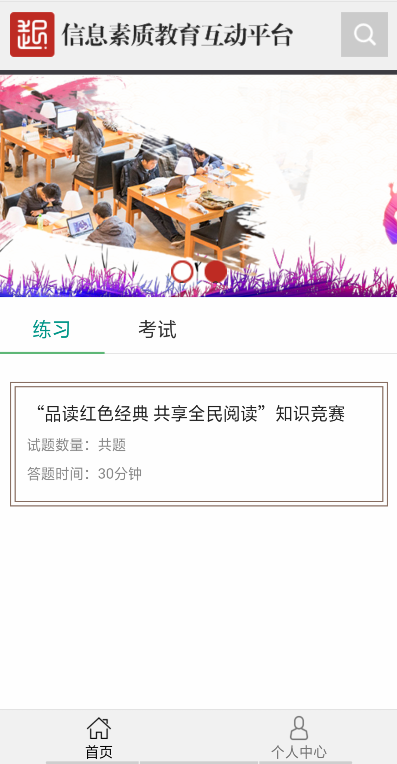 信息素质教育互动平台
练习
考试
“品读红色经典 共享全民阅读”知识竞赛
试题数量：共题
答题时间：30分钟
首页
个人中心